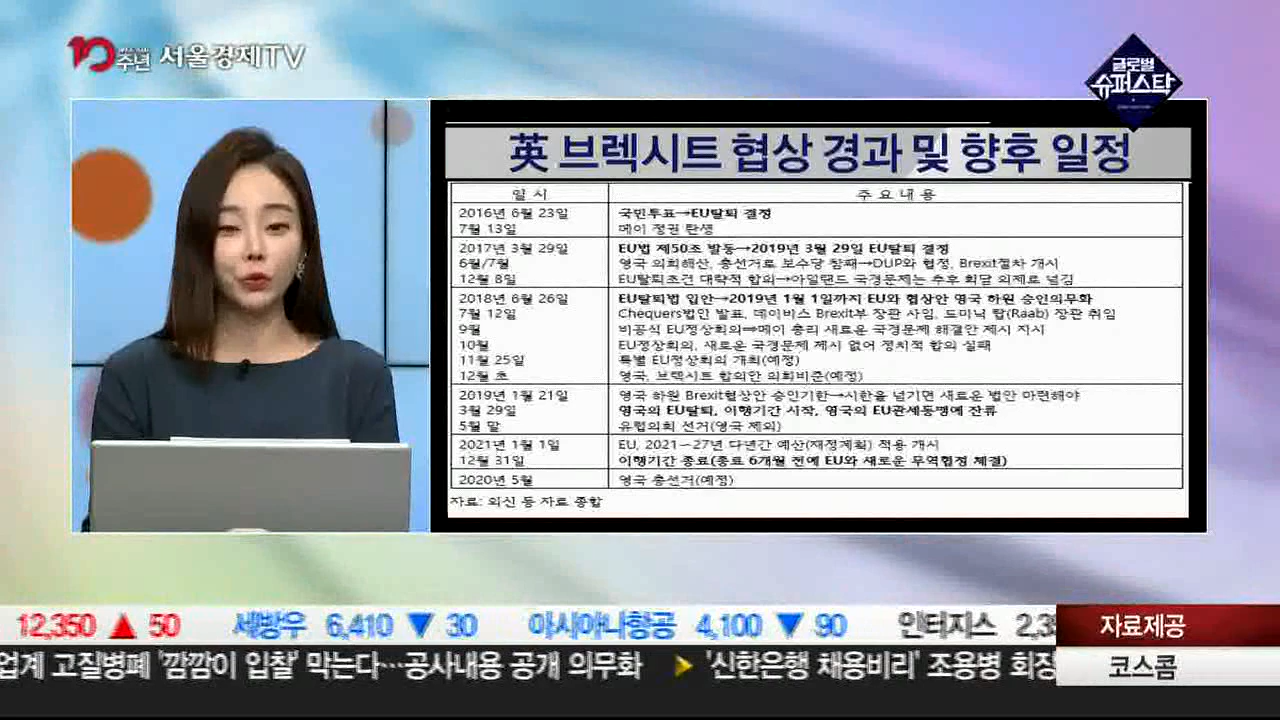 10주년 서울경제TV
글로벌
슈퍼스탁
英 브렉시트 협상 경과 및 향후 일정
일 시 주 요 내 용
2016년 6월 23일 국민투표→EU탈퇴 결정
7월 13일 메이 정권 탄생
2017년 3월 29일 EU법 제50조 발동→2019년 3월 29일 EU탈퇴 결정
6월/7월 영국 의회해산, 총선거로 보수당 참패→DUP와 협정, Brexit절차 개시
12월 8일 EU탈퇴조건 대략적 합의→아일랜드 국경문제는 추후 회담 의제로 넘김
2018년 6월 26일 EU탈퇴법 입안→2019년 1월 1일까지 EU와 협상안 영국 하원 승인의무화
7월 12일 Chequers법안 발표, 데이비스 Brexit부 장관 사임, 도미닉 랍(Raab) 장관 취임
9월 비공식 EU정상회의⇒메이 총리 새로운 국경문제 해결안 제시 지시
10월 EU정상회의, 새로운 국경문제 제시 없어 정치적 합의 실패
11월 25일 특별 EU정상회의 개최(예정)
12월 초 영국, 브렉시트 합의안 의회비준(예정)
2019년 1월 21일 영국 하원 Brexit협상안 승인기한→시한을 넘기면 새로운 법안 마련해야
3월 29일 영국의 EU탈퇴, 이행기간 시작, 영국의 EU관세동맹에 잔류
5월 말 유럽의회 선거(영국 제외)
2021년 1월 1일 EU, 2021~27년 다년간 예산(재정계획) 적용 개시
12월 31일 이행기간 종료(종료 6개월 전에 EU와 새로운 무역협정 체결)
2020년 5월 영국 총선거(예정)
자료: 외신 등 자료 종합
12,350 ▲ 50 세방우 6,410 ▼ 30 아시아나항공 4,100 ▼ 90 인터지스 2,3
자료제공
업계 고질병폐 '깜깜이 입찰' 막는다…공사내용 공개 의무화 ▶ '신한은행 채용비리' 조용병 회장
코스콤